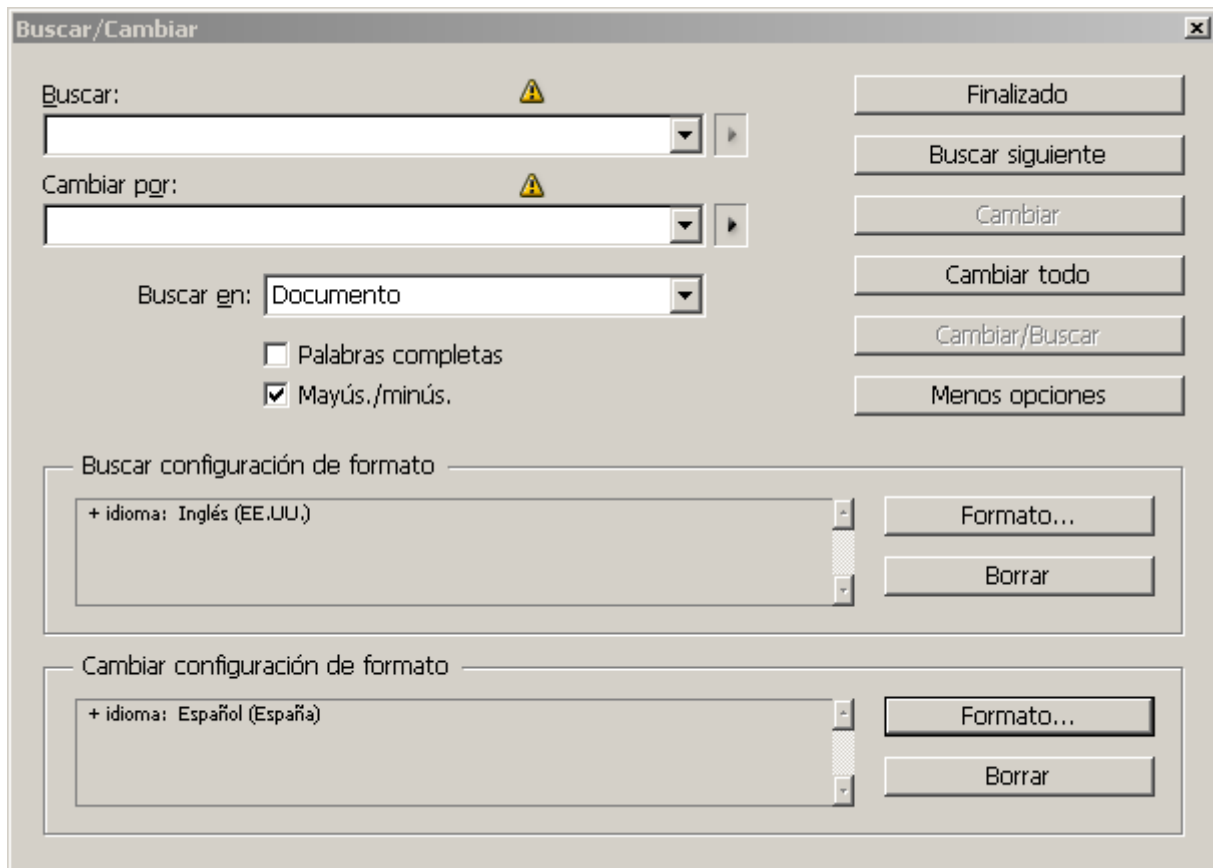 Buscar/Cambiar
Buscar:
Finalizado
Buscar siguiente
Cambiar por:
Cambiar
Buscar en: Documento
Cambiar todo
Palabras completas
Cambiar/Buscar
Mayús./minús.
Menos opciones
Buscar configuración de formato
+ idioma: Inglés (EE.UU.)
Formato...
Borrar
Cambiar configuración de formato
+ idioma: Español (España)
Formato...
Borrar